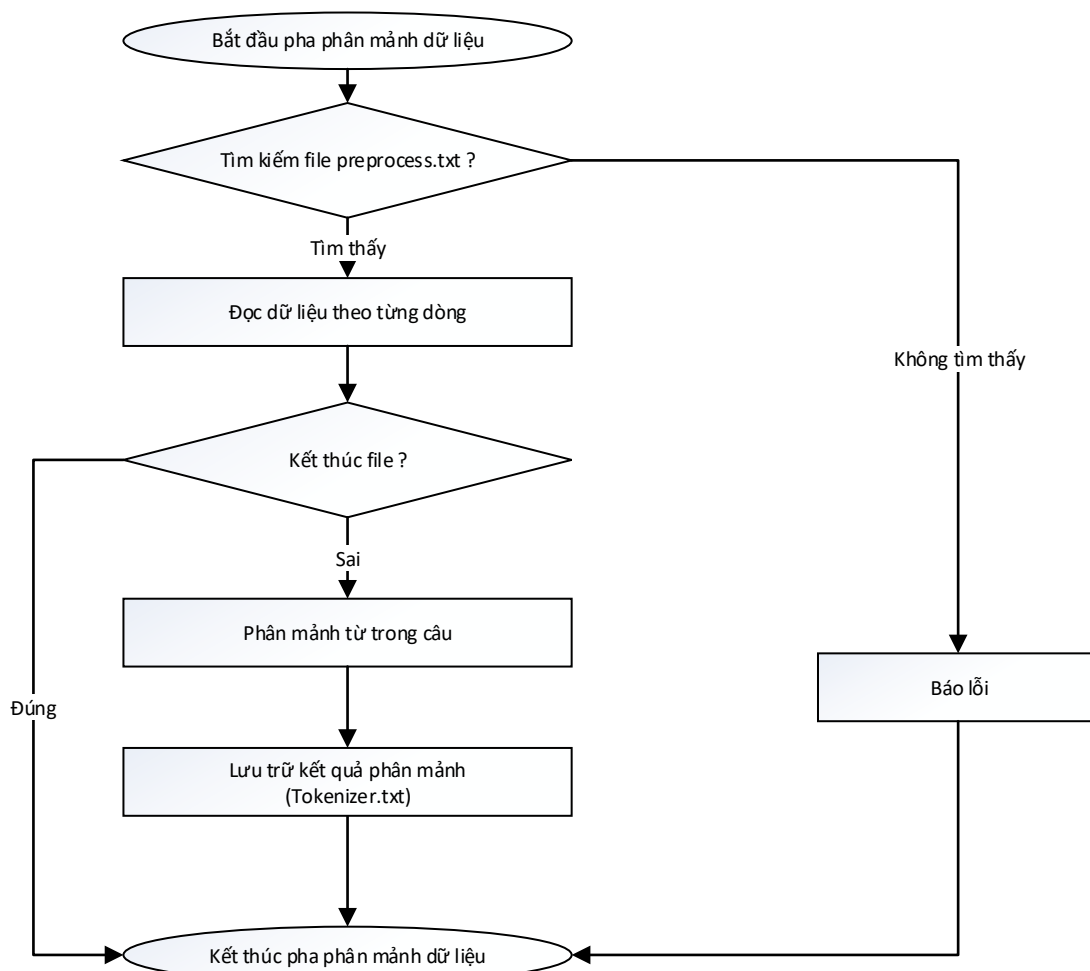 Bắt đầu pha phân mảnh dữ liệu
Tìm kiếm file preprocess.txt ?
Tìm thấy
Đọc dữ liệu theo từng dòng
Không tìm thấy
Kết thúc file ?
Sai
Phân mảnh từ trong câu
Báo lỗi
Đúng
Lưu trữ kết quả phân mảnh
(Tokenizer.txt)
Kết thúc pha phân mảnh dữ liệu